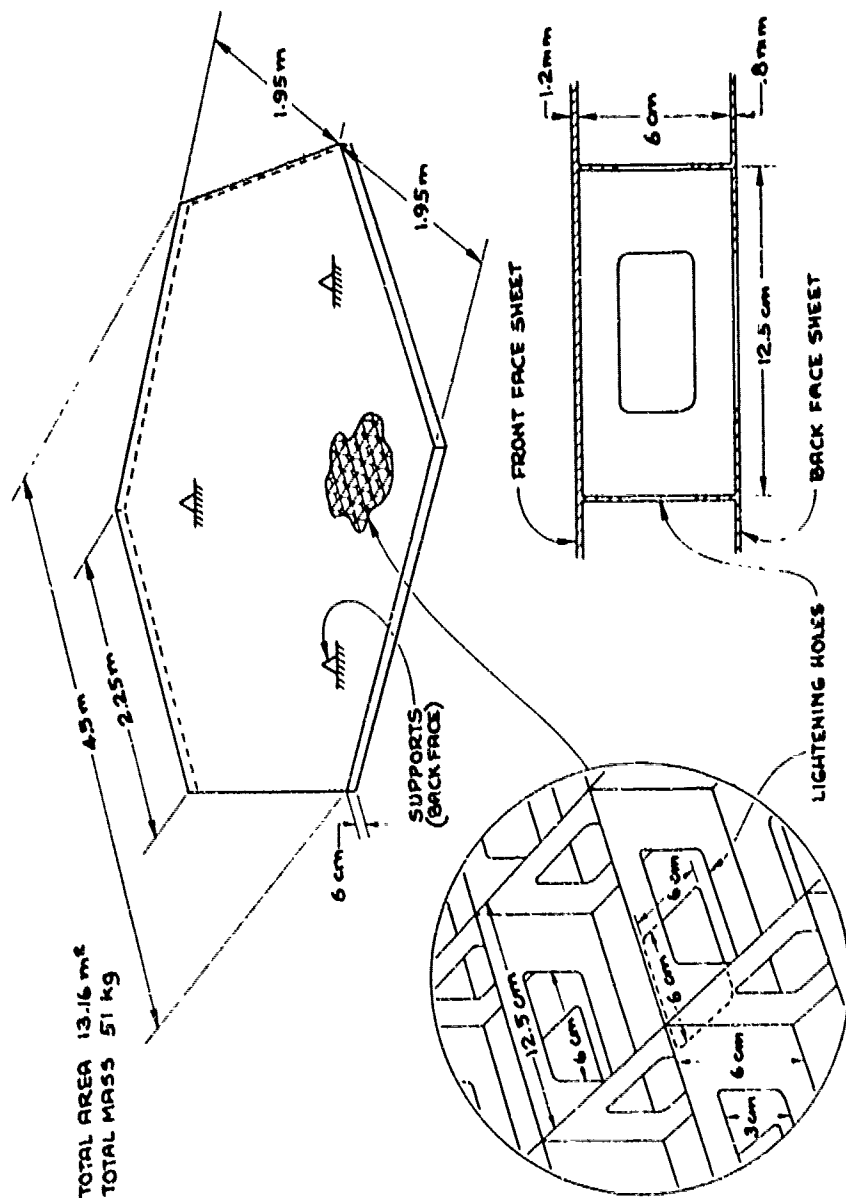 TOTAL AREA 13.16 m²
TOTAL MASS 51 kg
4.5m
2.25m
1.95m
1.95m
6 cm
SUPPORTS
(BACK FACE)
12.5 cm
6 cm
6 cm
6 cm
6 cm
3 cm
LIGHTENING HOLES
FRONT FACE SHEET
BACK FACE SHEET
1.2mm
6 cm
.8mm
12.5 cm